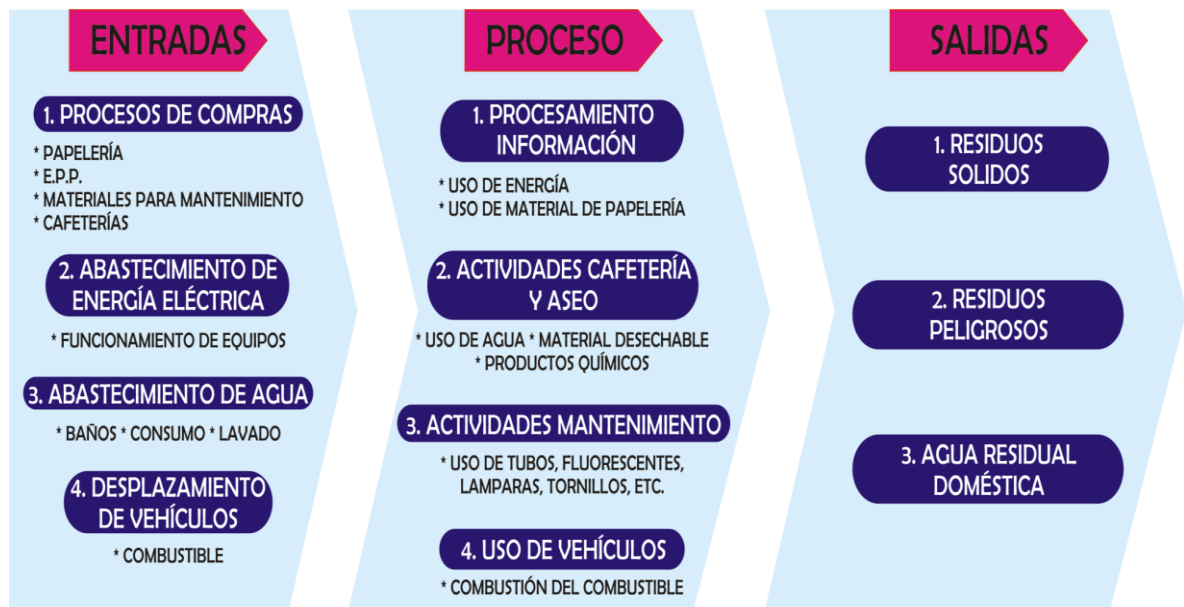 ENTRADAS
1. PROCESOS DE COMPRAS
* PAPELERÍA
* E.P.P.
* MATERIALES PARA MANTENIMIENTO
* CAFETERÍAS
2. ABASTECIMIENTO DE
ENERGÍA ELÉCTRICA
* FUNCIONAMIENTO DE EQUIPOS
3. ABASTECIMIENTO DE AGUA
* BAÑOS * CONSUMO * LAVADO
4. DESPLAZAMIENTO
DE VEHÍCULOS
* COMBUSTIBLE
PROCESO
1. PROCESAMIENTO
INFORMACIÓN
* USO DE ENERGÍA
* USO DE MATERIAL DE PAPELERÍA
2. ACTIVIDADES CAFETERÍA
Y ASEO
* USO DE AGUA * MATERIAL DESECHABLE
* PRODUCTOS QUÍMICOS
3. ACTIVIDADES MANTENIMIENTO
* USO DE TUBOS, FLUORESCENTES,
LAMPARAS, TORNILLOS, ETC.
4. USO DE VEHÍCULOS
* COMBUSTIÓN DEL COMBUSTIBLE
SALIDAS
1. RESIDUOS
SOLIDOS
2. RESIDUOS
PELIGROSOS
3. AGUA RESIDUAL
DOMÉSTICA